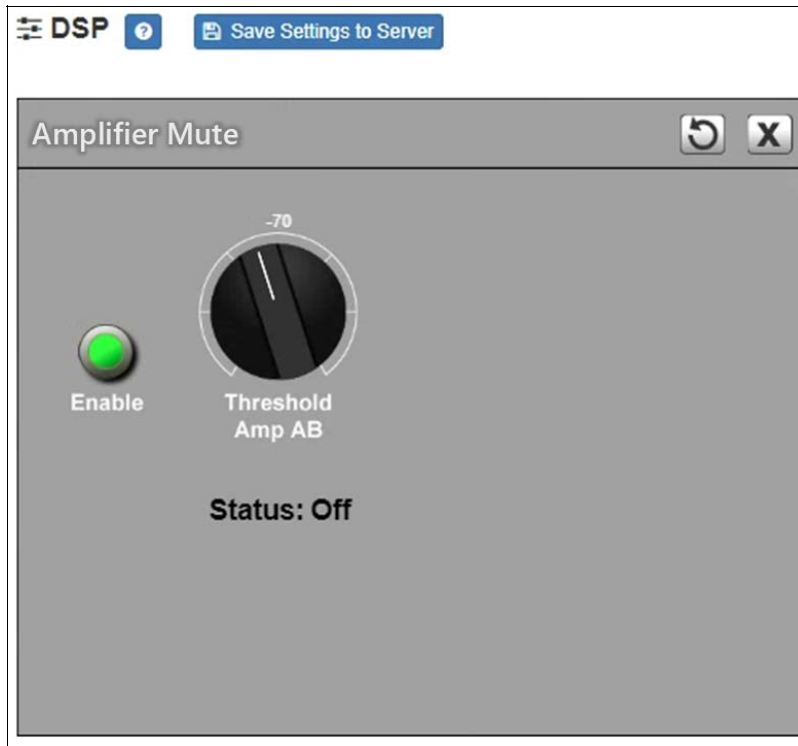 DSP
Save Settings to Server
Amplifier Mute
X
-70
Enable
Threshold
Amp AB
Status: Off